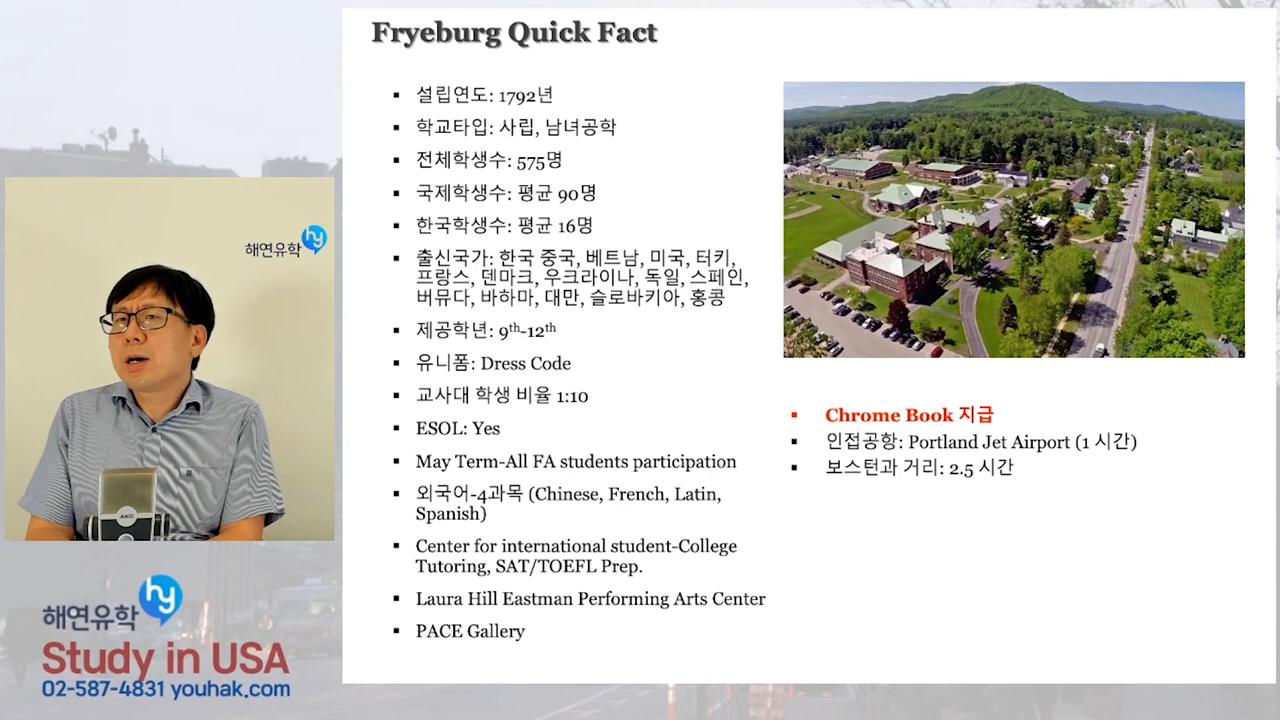 Fryeburg Quick Fact
설립연도: 1792년
학교타입: 사립, 남녀공학
전체학생수: 575명
국제학생수: 평균 90명
한국학생수: 평균 16명
출신국가: 한국 중국, 베트남, 미국, 터키,
프랑스, 덴마크, 우크라이나, 독일, 스페인,
버뮤다, 바하마, 대만, 슬로바키아, 홍콩
제공학년: 9th-12th
유니폼: Dress Code
교사대 학생 비율 1:10
ESOL: Yes
May Term-All FA students participation
외국어-4과목 (Chinese, French, Latin,
Spanish)
Center for international student-College
Tutoring, SAT/TOEFL Prep.
Laura Hill Eastman Performing Arts Center
PACE Gallery
Chrome Book 지급
인접공항: Portland Jet Airport (1 시간)
보스턴과 거리: 2.5 시간
해연유학 hy
AKG
해연유학 hy
Study in USA
02-587-4831 youhak.com